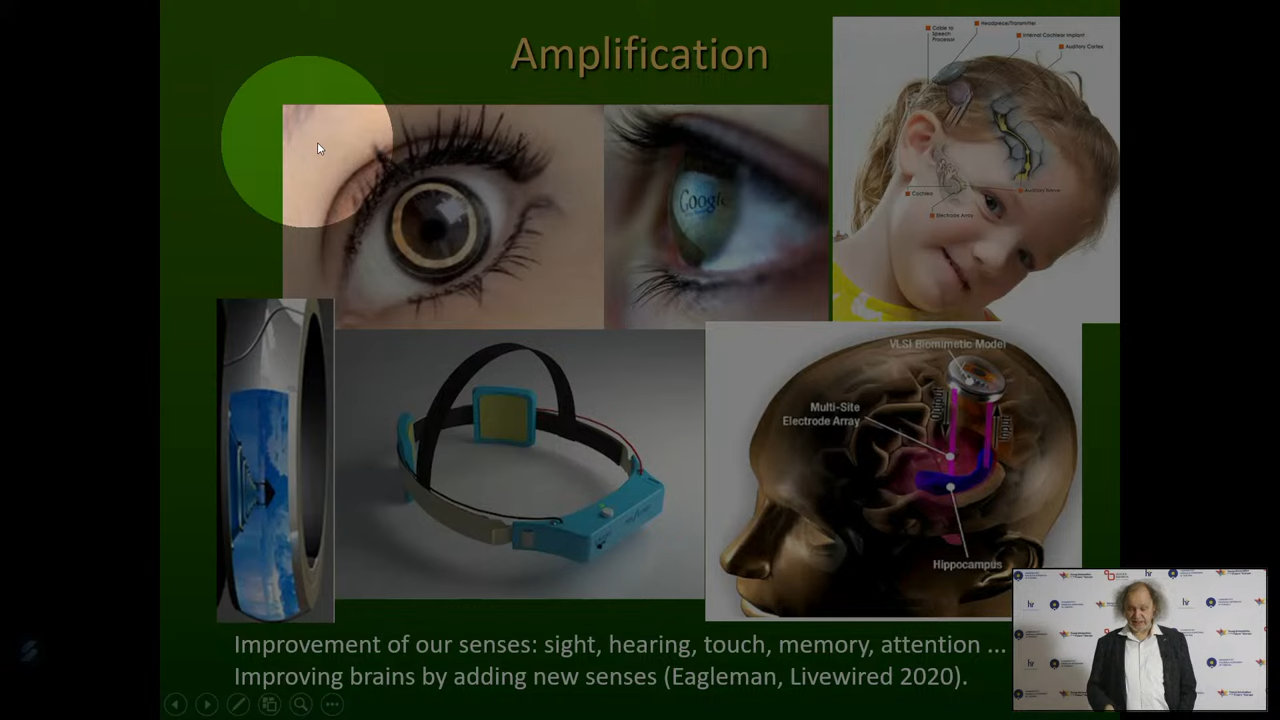 Amplification
Cable to
Speech
Processor
Headpiece/Transmitter
Internal Cochlear Implant
Auditory Cortex
Google
Cochlea
Auditory Nerve
Electrode Array
VLSI Biomimetic Model
Multi-Site
Electrode Array
Output
Input
Hippocampus
Improvement of our senses: sight, hearing, touch, memory, attention ...
Improving brains by adding new senses (Eagleman, Livewired 2020).